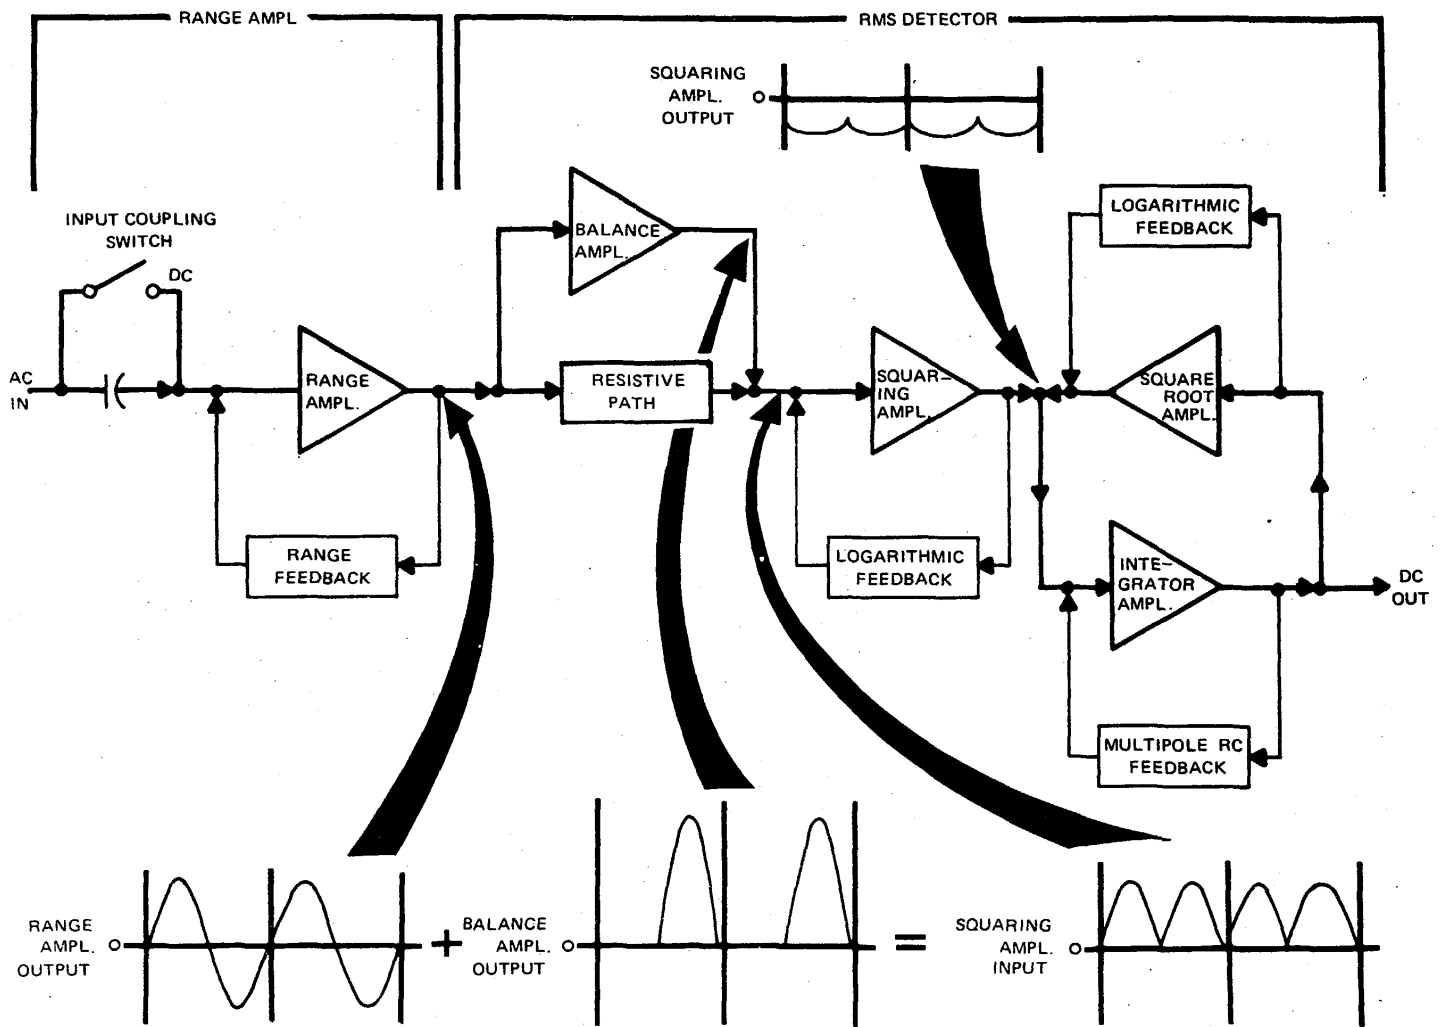 RANGE AMPL
RMS DETECTOR
SQUARING
AMPL.
OUTPUT
INPUT COUPLING
SWITCH
DC
AC
IN
RANGE
AMPL.
RANGE
FEEDBACK
BALANCE
AMPL.
RESISTIVE
PATH
SQUAR-
ING
AMPL.
LOGARITHMIC
FEEDBACK
LOGARITHMIC
FEEDBACK
SQUARE
ROOT
AMPL.
INTE-
GRATOR
AMPL.
DC
OUT
MULTIPOLE RC
FEEDBACK
RANGE
AMPL.
OUTPUT
+
BALANCE
AMPL.
OUTPUT
=
SQUARING
AMPL.
INPUT